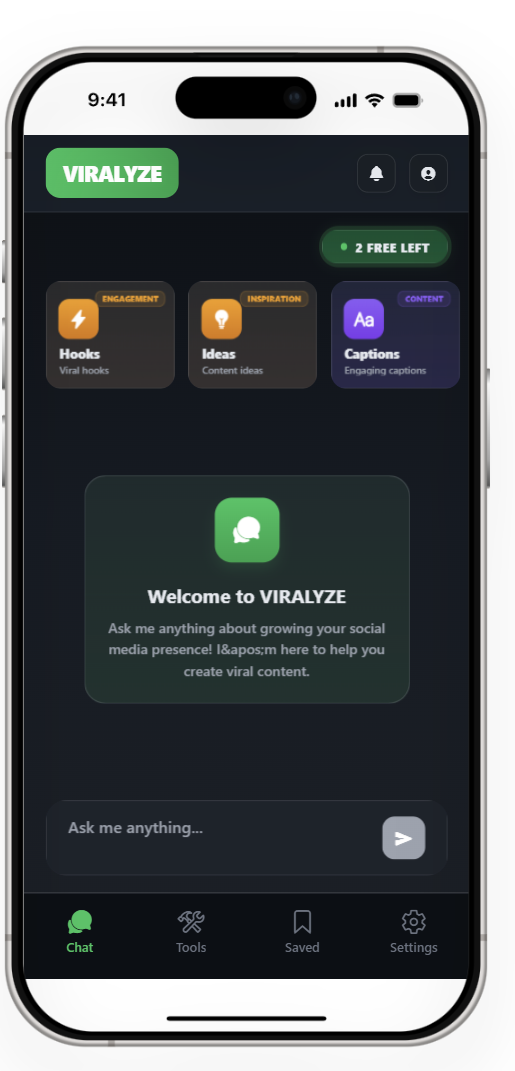 9:41
VIRALYZE
2 FREE LEFT
ENGAGEMENT
Hooks
Viral hooks
INSPIRATION
Ideas
Content ideas
CONTENT
Aa
Captions
Engaging captions
Welcome to VIRALYZE
Ask me anything about growing your social
media presence! I&apos;m here to help you
create viral content.
Ask me anything...
Chat
Tools
Saved
Settings